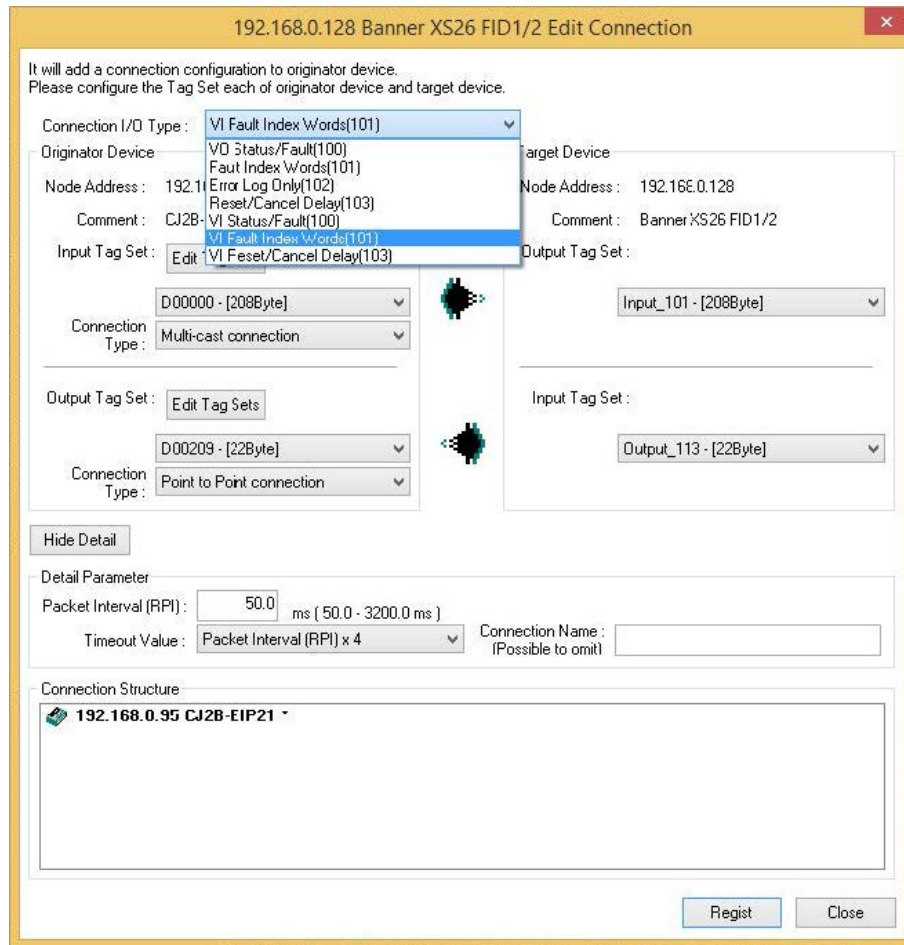 192.168.0.128 Banner XS26 FID1/2 Edit Connection
It will add a connection configuration to originator device.
Please configure the Tag Set each of originator device and target device.
Connection I/O Type :
VI Fault Index Words(101)
VO Status/Fault(100)
Faut Index Words(101)
Error Log Only(102)
Reset/Cancel Delay(103)
VI Status/Fault(100)
VI Fault Index Words(101)
VI Feset/Cancel Delay(103)
Originator Device
Node Address :
Comment : CJ2B-
Input Tag Set :
Edit
D00000 - [208Byte]
Connection Type :
Multi-cast connection
Output Tag Set :
Edit Tag Sets
D00209 - [22Byte]
Connection Type :
Point to Point connection
Target Device
Node Address : 192.168.0.128
Comment : Banner XS26 FID1/2
Output Tag Set :
Input_101 - [208Byte]
Input Tag Set :
Output_113 - [22Byte]
Hide Detail
Detail Parameter
Packet Interval (RPI) : 50.0 ms ( 50.0 - 3200.0 ms )
Timeout Value : Packet Interval (RPI) x 4
Connection Name :
(Possible to omit)
Connection Structure
192.168.0.95 CJ2B-EIP21
Regist
Close